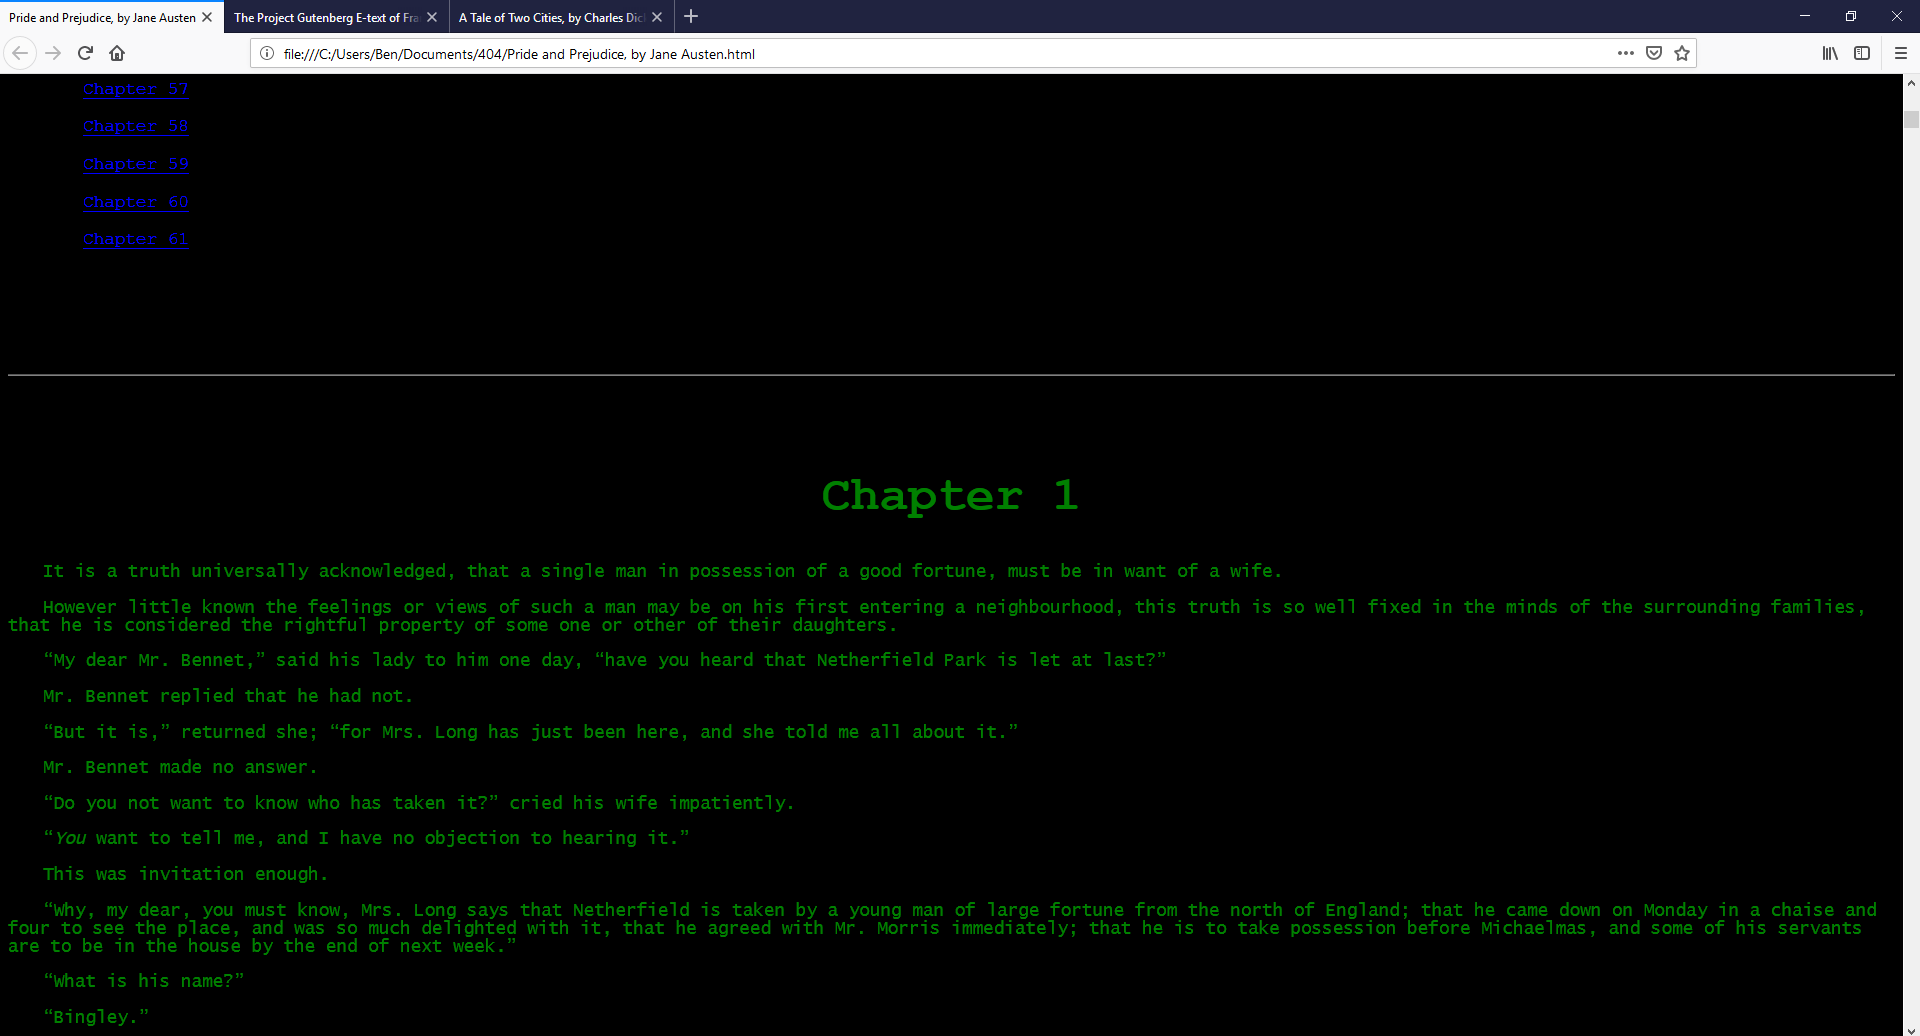 Pride and Prejudice, by Jane Austen
The Project Gutenberg E-text of Fra
A Tale of Two Cities, by Charles Dic
file:///C:/Users/Ben/Documents/404/Pride and Prejudice, by Jane Austen.html
Chapter 57
Chapter 58
Chapter 59
Chapter 60
Chapter 61
Chapter 1
It is a truth universally acknowledged, that a single man in possession of a good fortune, must be in want of a wife.
However little known the feelings or views of such a man may be on his first entering a neighbourhood, this truth is so well fixed in the minds of the surrounding families,
that he is considered the rightful property of some one or other of their daughters.
“My dear Mr. Bennet,” said his lady to him one day, “have you heard that Netherfield Park is let at last?”
Mr. Bennet replied that he had not.
“But it is,” returned she; “for Mrs. Long has just been here, and she told me all about it.”
Mr. Bennet made no answer.
“Do you not want to know who has taken it?” cried his wife impatiently.
“You want to tell me, and I have no objection to hearing it.”
This was invitation enough.
“Why, my dear, you must know, Mrs. Long says that Netherfield is taken by a young man of large fortune from the north of England; that he came down on Monday in a chaise and
four to see the place, and was so much delighted with it, that he agreed with Mr. Morris immediately; that he is to take possession before Michaelmas, and some of his servants
are to be in the house by the end of next week.”
“What is his name?”
“Bingley.”